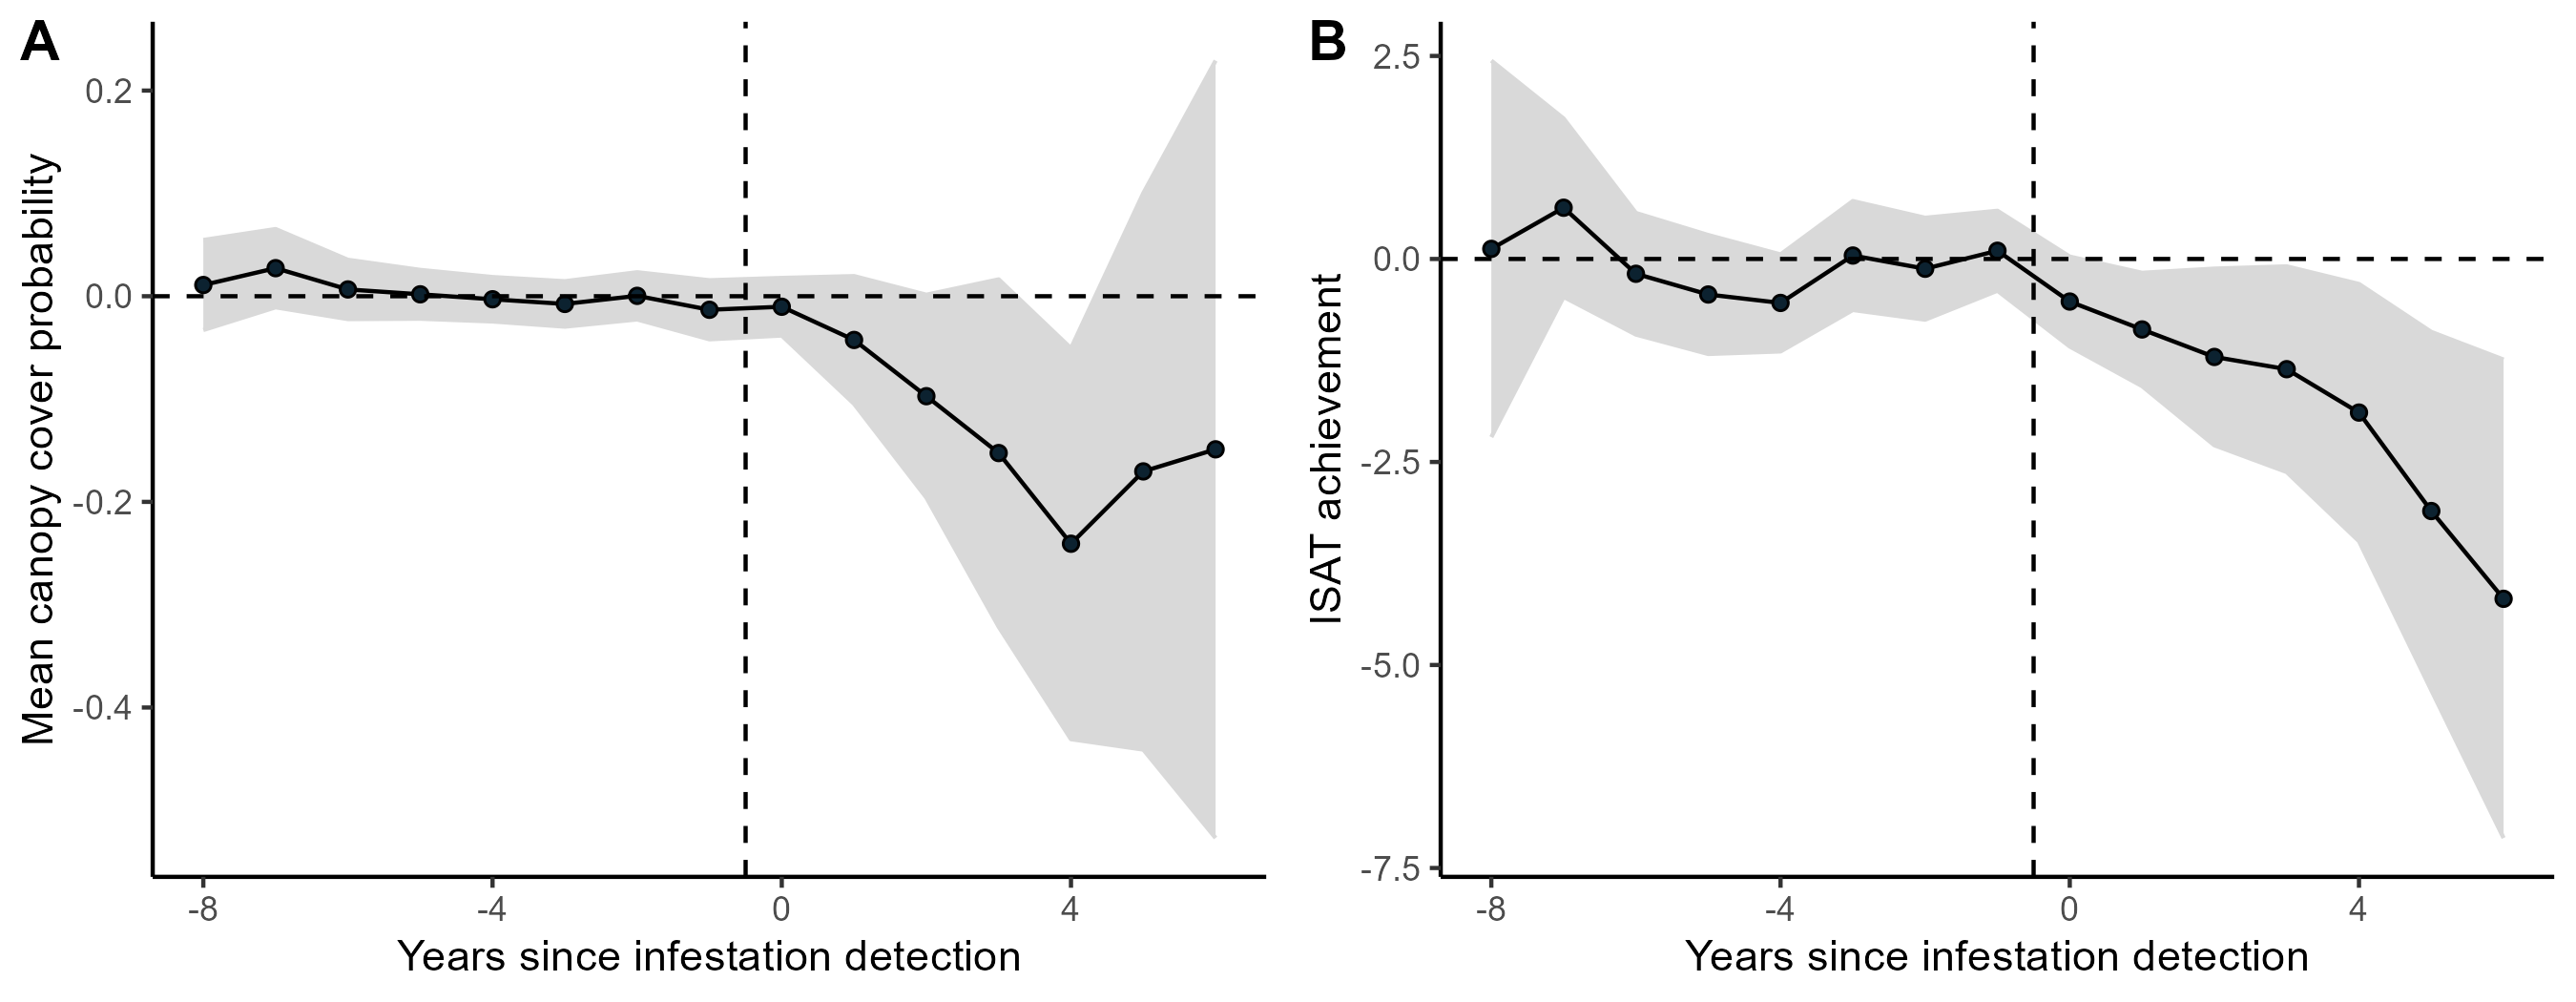 A
Mean canopy cover probability
0.2
0.0
-0.2
-0.4
-8
-4
0
4
Years since infestation detection
B
ISAT achievement
2.5
0.0
-2.5
-5.0
-7.5
-8
-4
0
4
Years since infestation detection